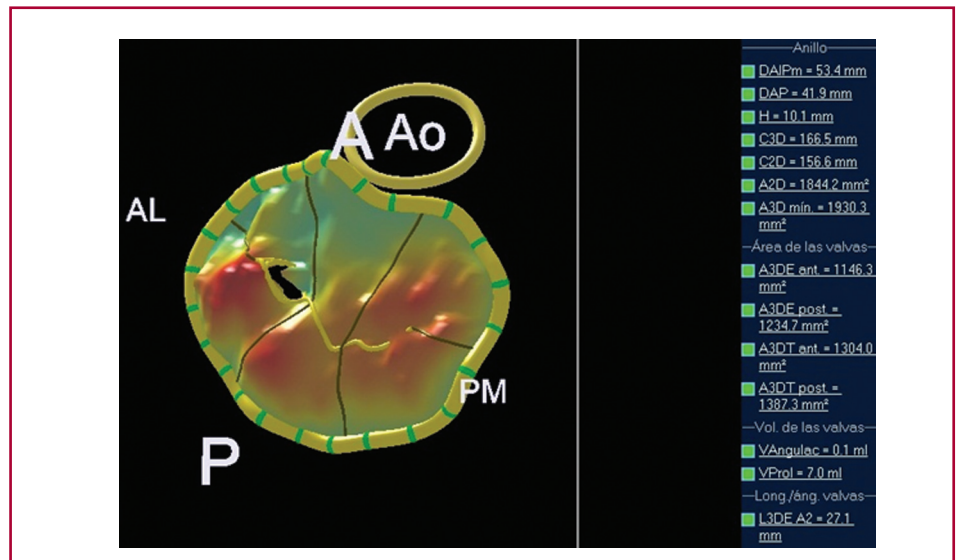 A
Ao
AL
PM
P
Anillo
DAlPm = 53.4 mm
DAP = 41.9 mm
H = 10.1 mm
C3D = 166.5 mm
C2D = 156.6 mm
A2D = 1844.2 mm²
A3D mín. = 1930.3
mm²
Área de las valvas
A3DE ant. = 1146.3
mm²
A3DE post. =
1234.7 mm²
A3DT ant. = 1304.0
mm²
A3DT post. =
1387.3 mm²
Vol. de las valvas
VAngulac = 0.1 ml
VProl = 7.0 ml
Long./áng. valvas
L3DE A2 = 27.1
mm